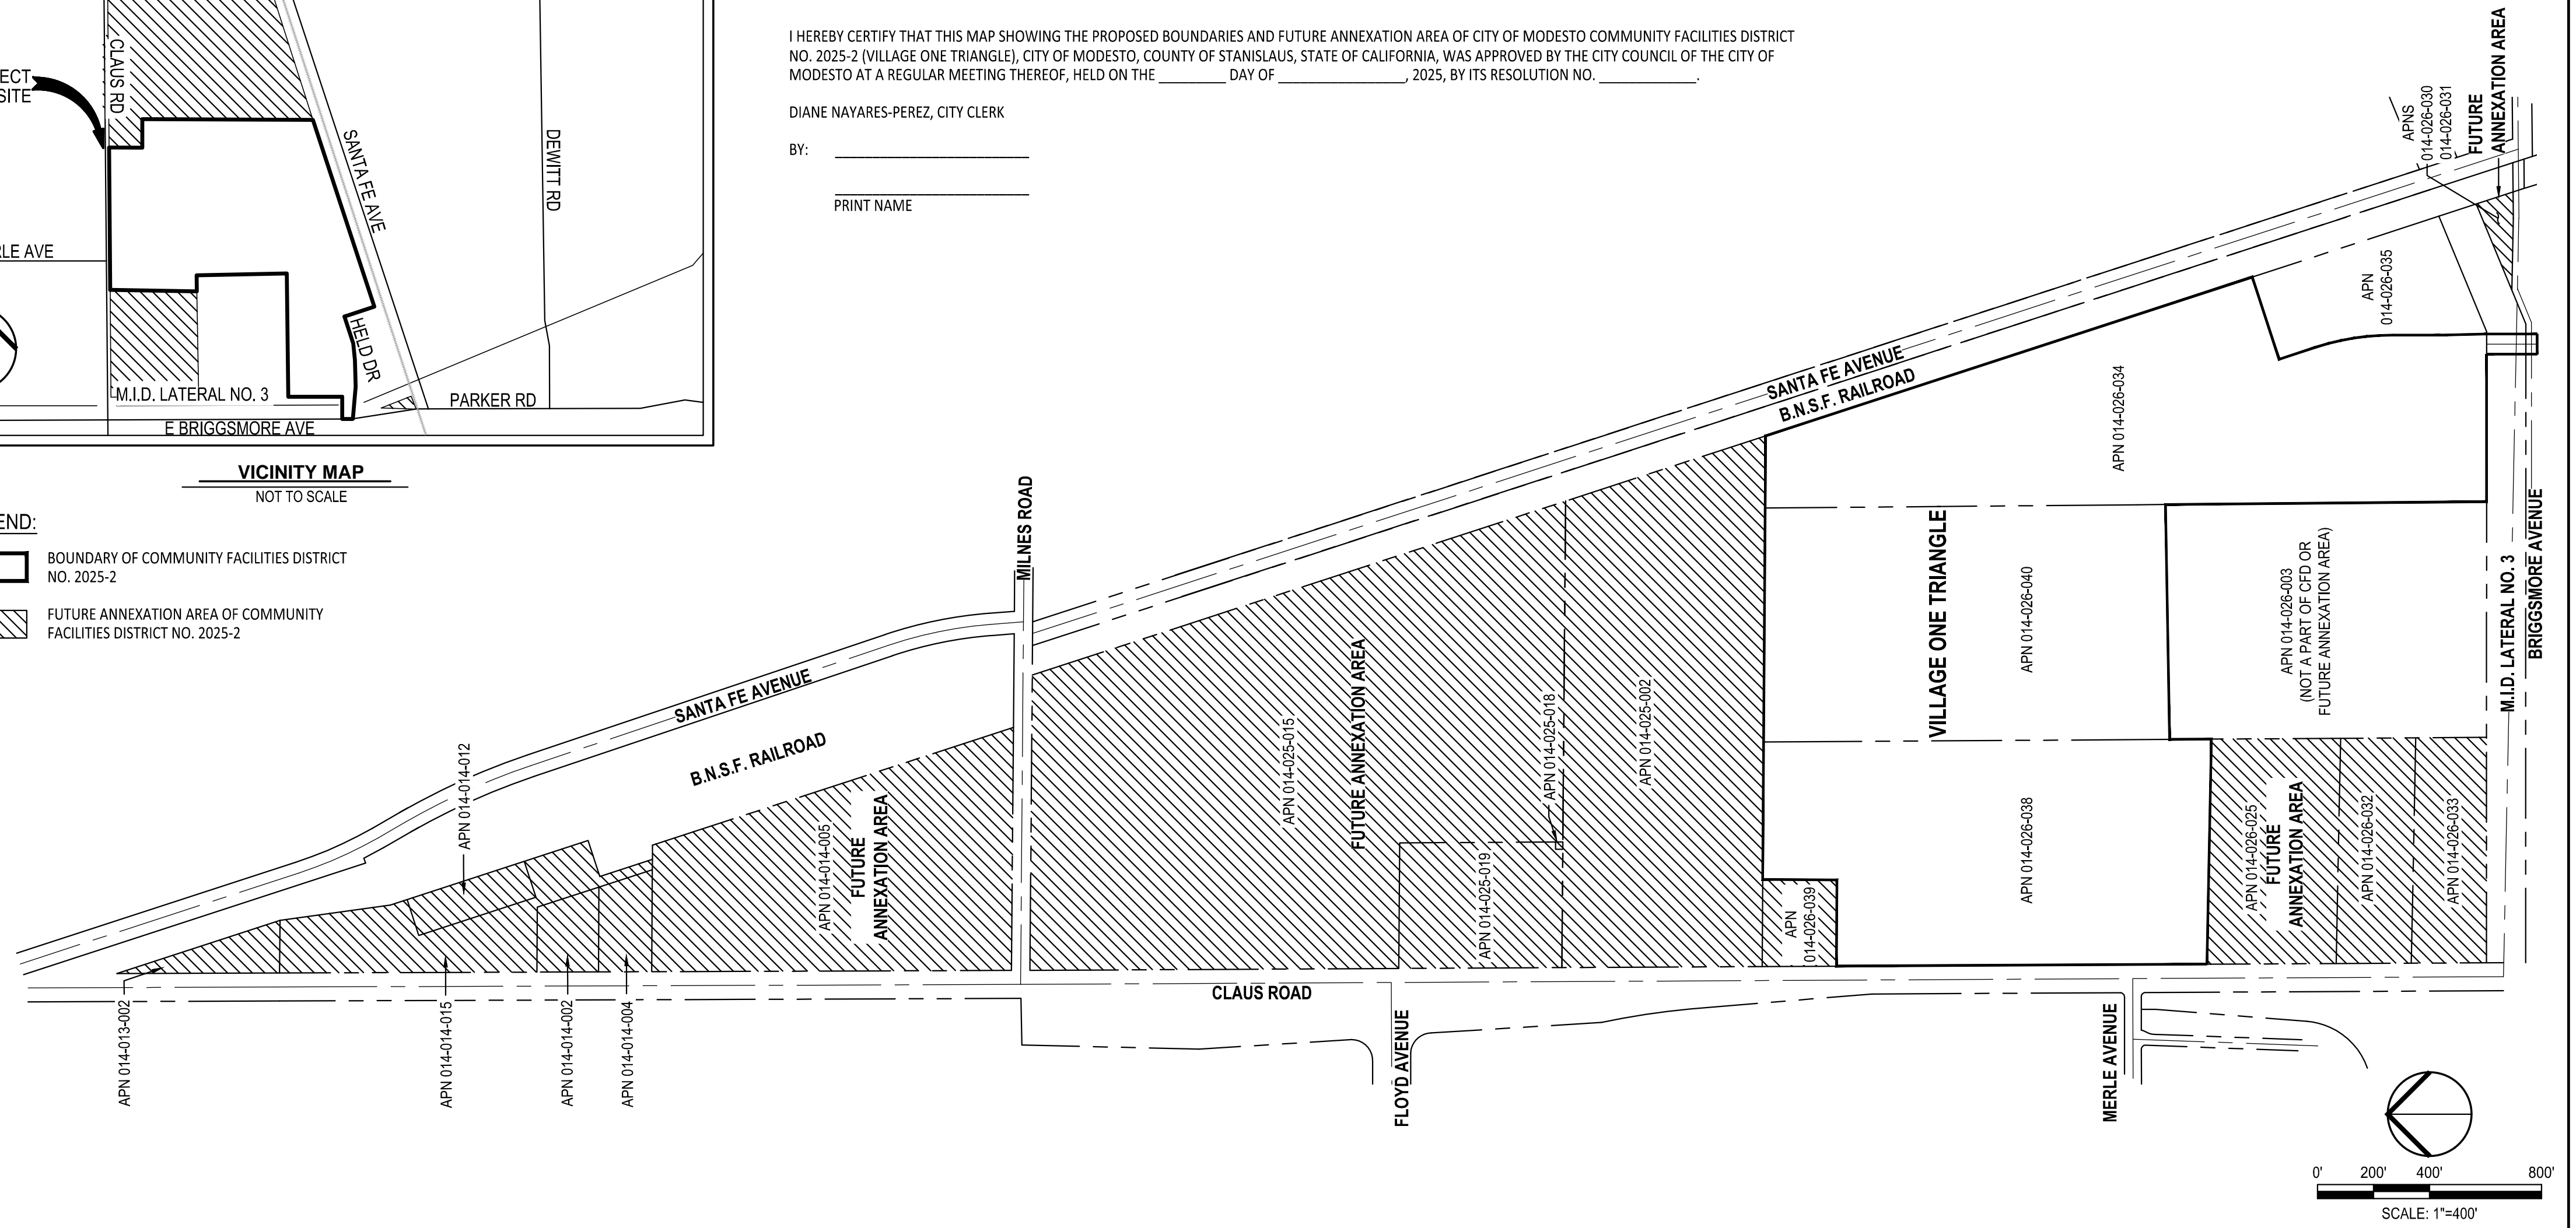 I HEREBY CERTIFY THAT THIS MAP SHOWING THE PROPOSED BOUNDARIES AND FUTURE ANNEXATION AREA OF CITY OF MODESTO COMMUNITY FACILITIES DISTRICT
NO. 2025-2 (VILLAGE ONE TRIANGLE), CITY OF MODESTO, COUNTY OF STANISLAUS, STATE OF CALIFORNIA, WAS APPROVED BY THE CITY COUNCIL OF THE CITY OF
MODESTO AT A REGULAR MEETING THEREOF, HELD ON THE ________ DAY OF ________________, 2025, BY ITS RESOLUTION NO. ____________.
DIANE NAYARES-PEREZ, CITY CLERK
BY:
PRINT NAME
ECT
SITE
CLAUS RD
SANTA FE AVE
DEWITT RD
RLE AVE
HELD DR
M.I.D. LATERAL NO. 3
PARKER RD
E BRIGGSMORE AVE
VICINITY MAP
NOT TO SCALE
END:
BOUNDARY OF COMMUNITY FACILITIES DISTRICT
NO. 2025-2
FUTURE ANNEXATION AREA OF COMMUNITY
FACILITIES DISTRICT NO. 2025-2
APNS
014-026-030
014-026-031
FUTURE
ANNEXATION AREA
APN
014-026-035
SANTA FE AVENUE
B.N.S.F. RAILROAD
APN 014-026-034
MILNES ROAD
VILLAGE ONE TRIANGLE
APN 014-026-040
APN 014-026-003
(NOT A PART OF CFD OR
FUTURE ANNEXATION AREA)
M.I.D. LATERAL NO. 3
BRIGGSMORE AVENUE
SANTA FE AVENUE
B.N.S.F. RAILROAD
APN 014-014-012
APN 014-014-005
FUTURE
ANNEXATION AREA
APN 014-025-015
FUTURE ANNEXATION AREA
APN 014-025-018
APN 014-025-002
APN 014-025-019
APN
014-026-039
APN 014-026-038
APN 014-026-025
FUTURE
ANNEXATION AREA
APN 014-026-032
APN 014-026-033
CLAUS ROAD
APN 014-013-002
APN 014-014-015
APN 014-014-002
APN 014-014-004
FLOYD AVENUE
MERLE AVENUE
0' 200' 400' 800'
SCALE: 1"=400'